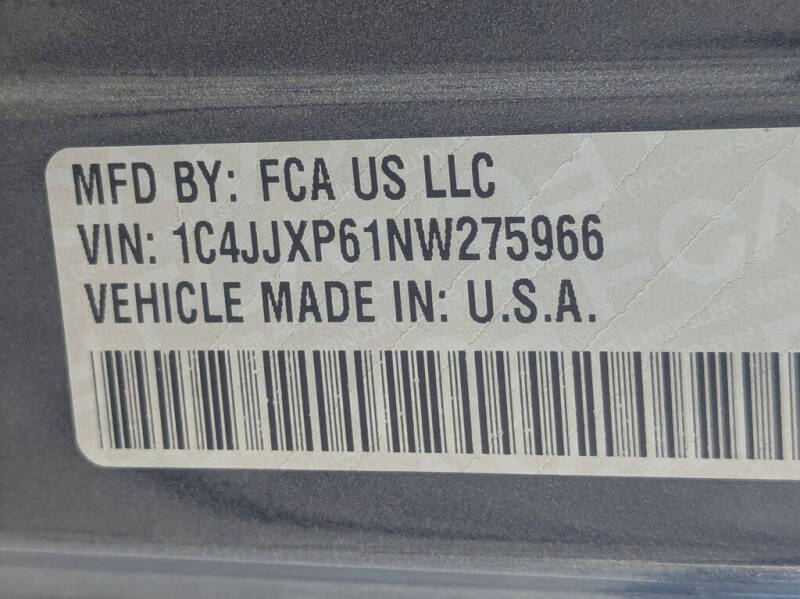 MFD BY: FCA US LLC
VIN: 1C4JJXP61NW275966
VEHICLE MADE IN: U.S.A.